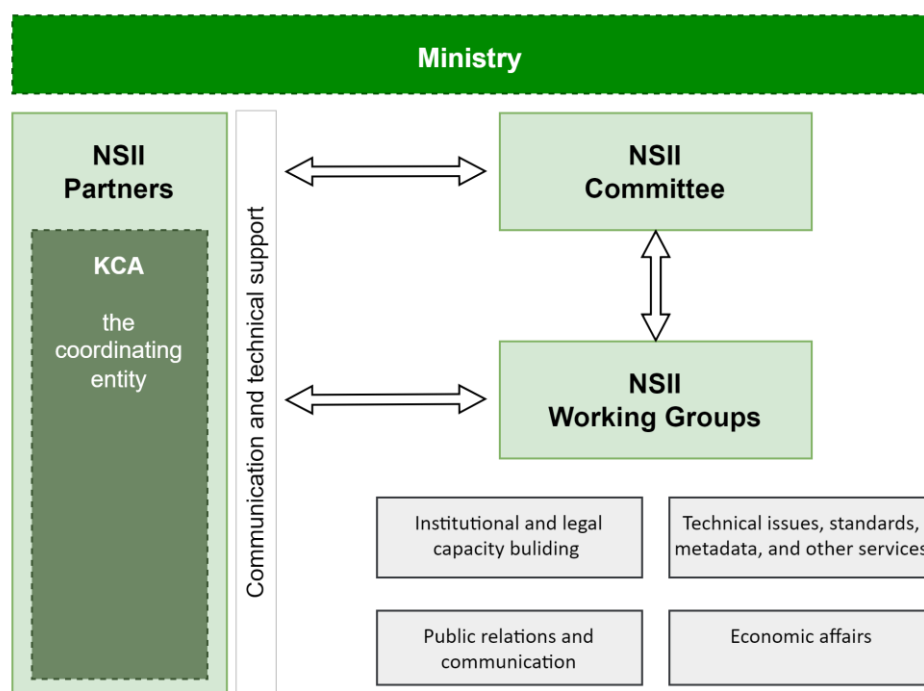 Ministry
NSII
Partners
KCA
the
coordinating
entity
Communication and technical support
NSII
Committee
NSII
Working Groups
Institutional and legal
capacity buliding
Technical issues, standards,
metadata, and other services
Public relations and
communication
Economic affairs